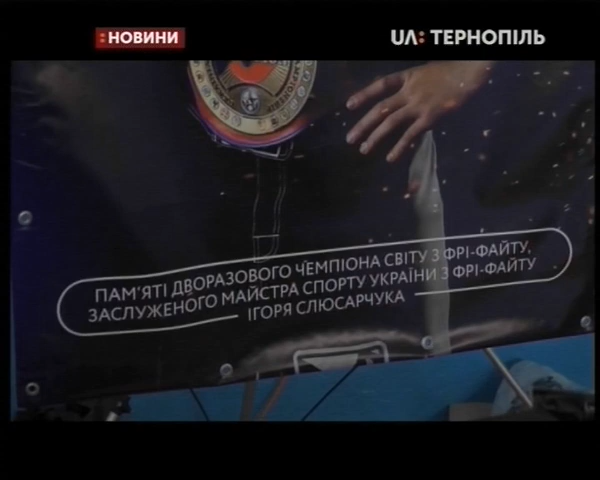 :НОВИНИ
UA: ТЕРНОПІЛЬ
ПАМ'ЯТІ ДВОРАЗОВОГО ЧЕМПІОНА СВІТУ З ФРІ-ФАЙТУ,
ЗАСЛУЖЕНОГО МАЙСТРА СПОРТУ УКРАЇНИ З ФРІ-ФАЙТУ
ІГОРЯ СЛЮСАРЧУКА